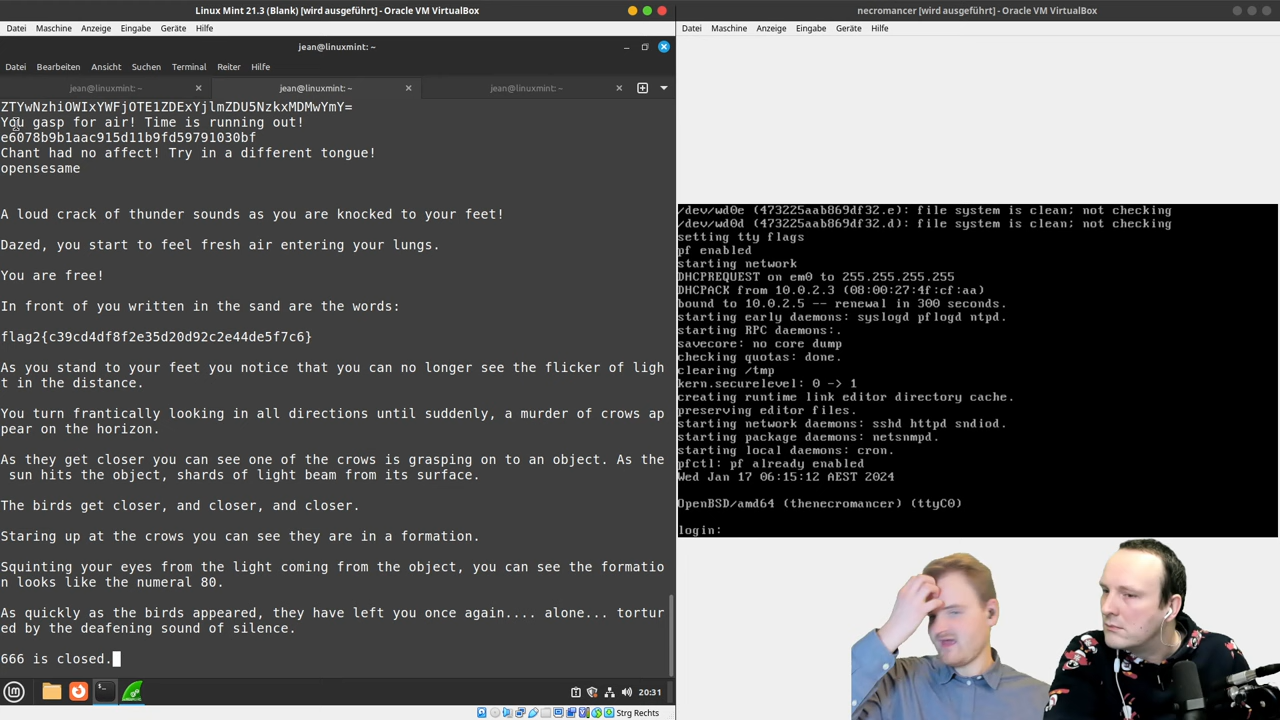 Linux Mint 21.3 (Blank) [wird ausgeführt] - Oracle VM VirtualBox
Datei Maschine Anzeige Eingabe Geräte Hilfe
jean@linuxmint: ~
Datei Bearbeiten Ansicht Suchen Terminal Reiter Hilfe
jean@linuxmint: ~ jean@linuxmint: ~ jean@linuxmint: ~
ZTYwNzhiOWIxYWFjOTE1ZDExYjlmZDU5NzkxMDMwYmY=
You gasp for air! Time is running out!
e6078b9b1aac915d11b9fd59791030bf
Chant had no affect! Try in a different tongue!
opensesame
A loud crack of thunder sounds as you are knocked to your feet!
Dazed, you start to feel fresh air entering your lungs.
You are free!
In front of you written in the sand are the words:
flag2{c39cd4df8f2e35d20d92c2e44de5f7c6}
As you stand to your feet you notice that you can no longer see the flicker of ligh
t in the distance.
You turn frantically looking in all directions until suddenly, a murder of crows ap
pear on the horizon.
As they get closer you can see one of the crows is grasping on to an object. As the
 sun hits the object, shards of light beam from its surface.
The birds get closer, and closer, and closer.
Staring up at the crows you can see they are in a formation.
Squinting your eyes from the light coming from the object, you can see the formatio
n looks like the numeral 80.
As quickly as the birds appeared, they have left you once again.... alone... tortur
ed by the deafening sound of silence.
666 is closed.
20:31
Strg Rechts
necromancer [wird ausgeführt] - Oracle VM VirtualBox
Datei Maschine Anzeige Eingabe Geräte Hilfe
/dev/wd0e (473225aab869df32.e): file system is clean; not checking
/dev/wd0d (473225aab869df32.d): file system is clean; not checking
setting tty flags
pf enabled
starting network
DHCPREQUEST on em0 to 255.255.255.255
DHCPACK from 10.0.2.3 (08:00:27:4f:cf:aa)
bound to 10.0.2.5 -- renewal in 300 seconds.
starting early daemons: syslogd pflogd ntpd.
starting RPC daemons:.
savecore: no core dump
checking quotas: done.
clearing /tmp
kern.securelevel: 0 -> 1
creating runtime link editor directory cache.
preserving editor files.
starting network daemons: sshd httpd sndiod.
starting package daemons: netsnmpd.
starting local daemons: cron.
pfctl: pf already enabled
Wed Jan 17 06:15:12 AEST 2024
OpenBSD/amd64 (thenecromancer) (ttyC0)
login: